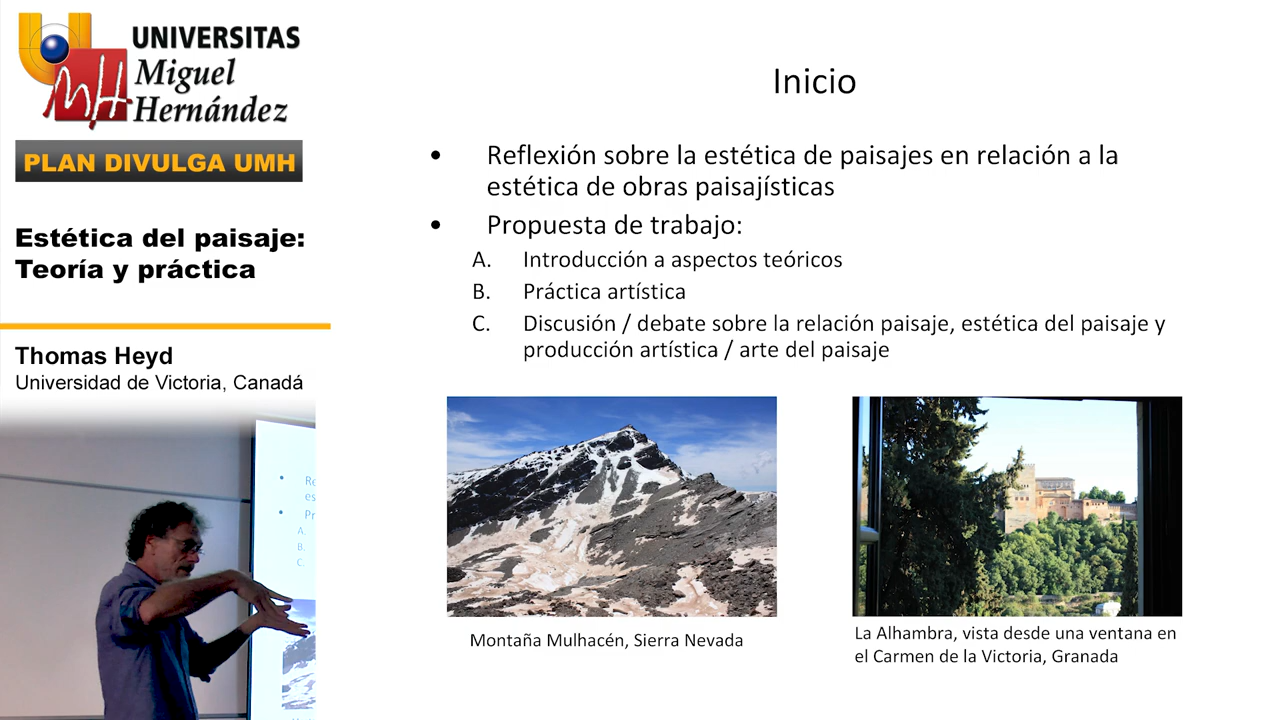 UNIVERSITAS
Miguel
Hernández
PLAN DIVULGA UMH
Estética del paisaje:
Teoría y práctica
Thomas Heyd
Universidad de Victoria, Canadá
Inicio
• Reflexión sobre la estética de paisajes en relación a la
estética de obras paisajísticas
• Propuesta de trabajo:
A. Introducción a aspectos teóricos
B. Práctica artística
C. Discusión / debate sobre la relación paisaje, estética del paisaje y
producción artística / arte del paisaje
Montaña Mulhacén, Sierra Nevada
La Alhambra, vista desde una ventana en
el Carmen de la Victoria, Granada
• Re
es
• Pr
A.
B.
C.